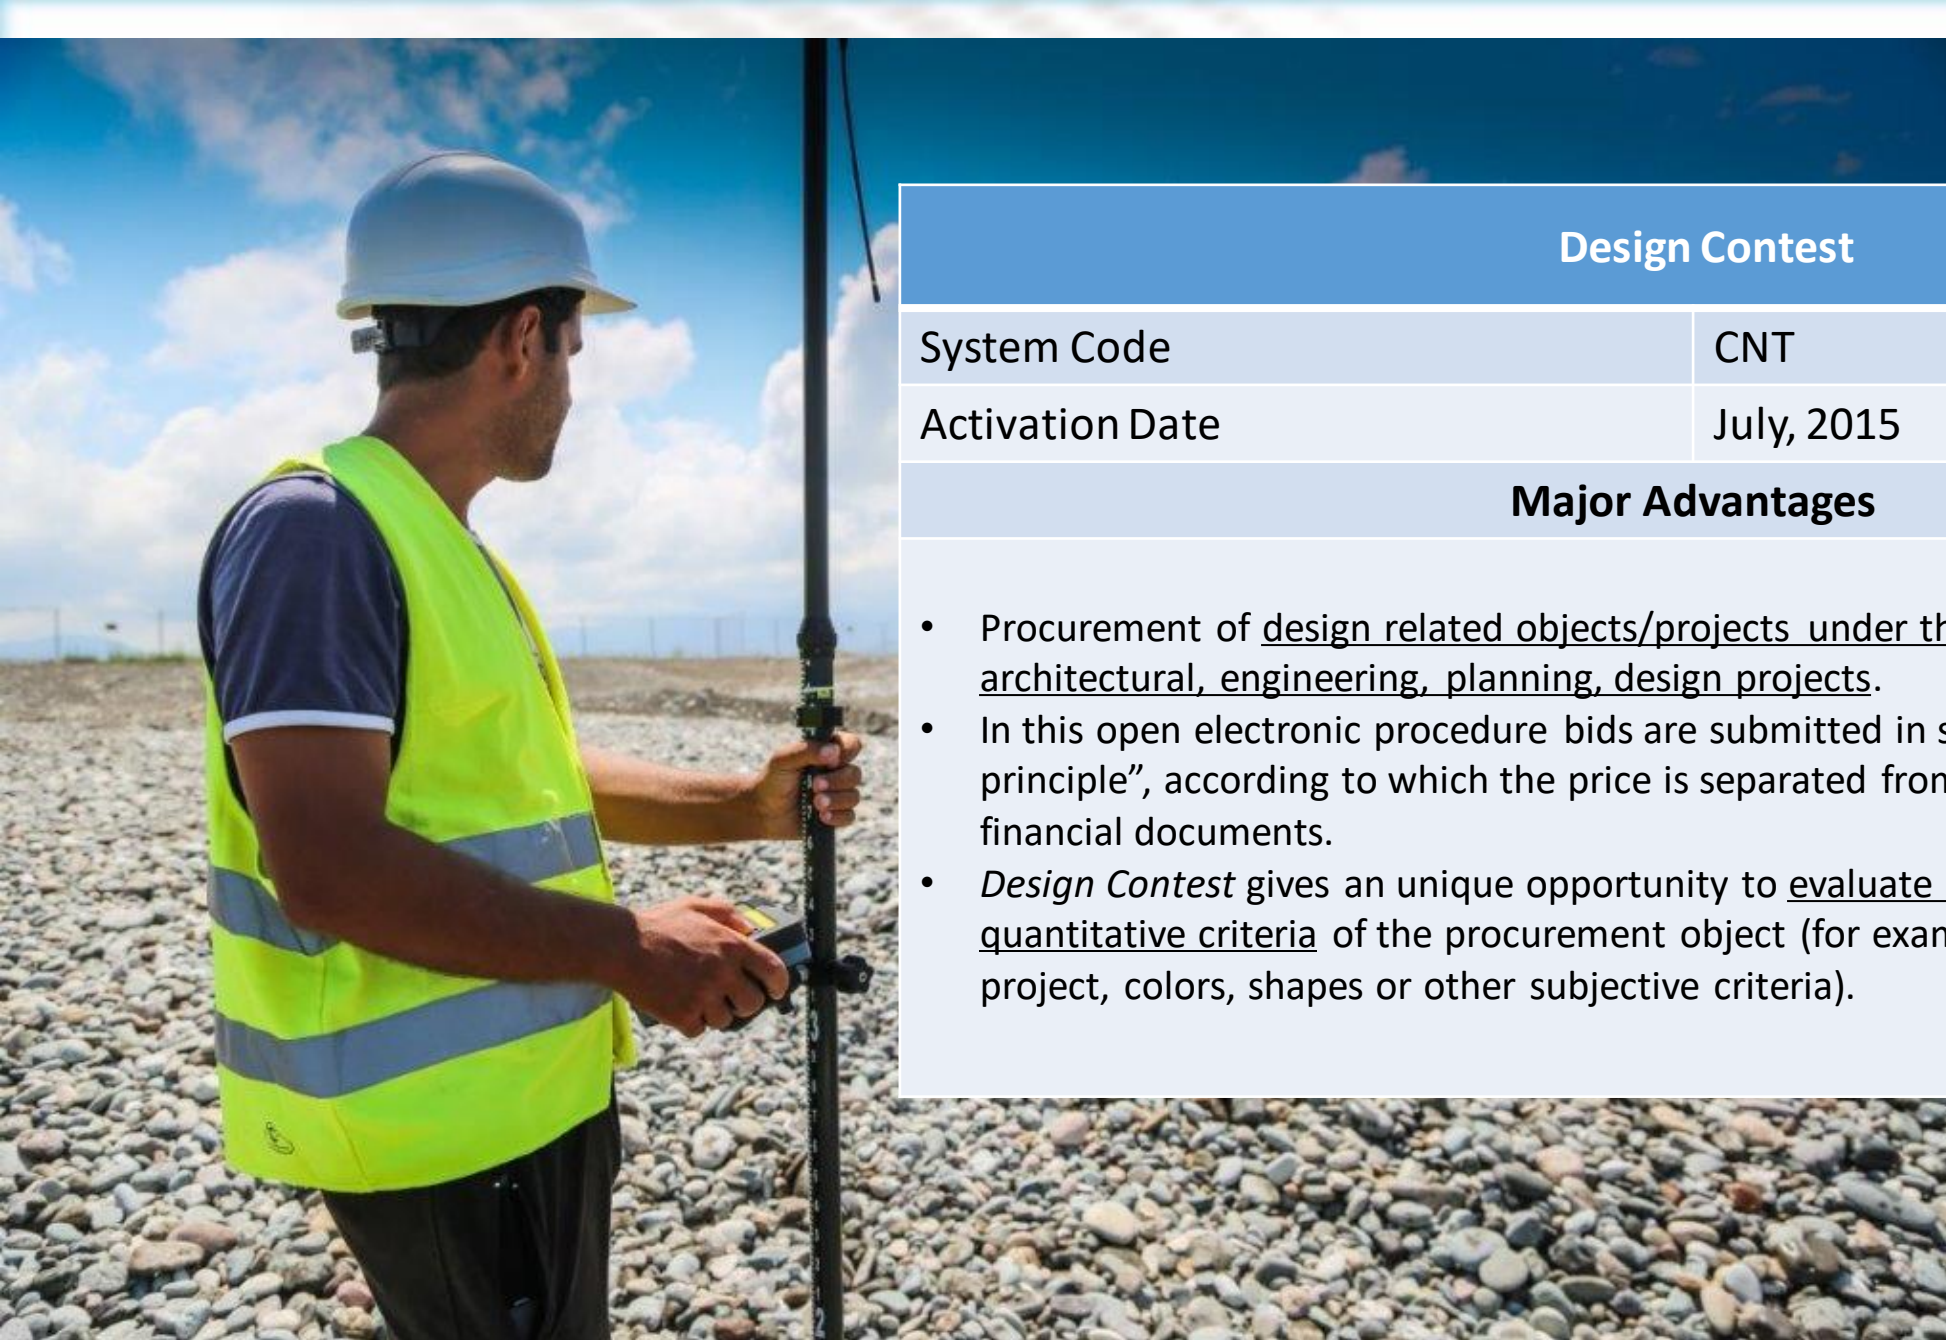 Design Contest
System Code CNT
Activation Date July, 2015
Major Advantages
• Procurement of design related objects/projects under
architectural, engineering, planning, design projects.
• In this open electronic procedure bids are submitted in
principle”, according to which the price is separated
financial documents.
• Design Contest gives an unique opportunity to evaluate
quantitative criteria of the procurement object (for
project, colors, shapes or other subjective criteria).